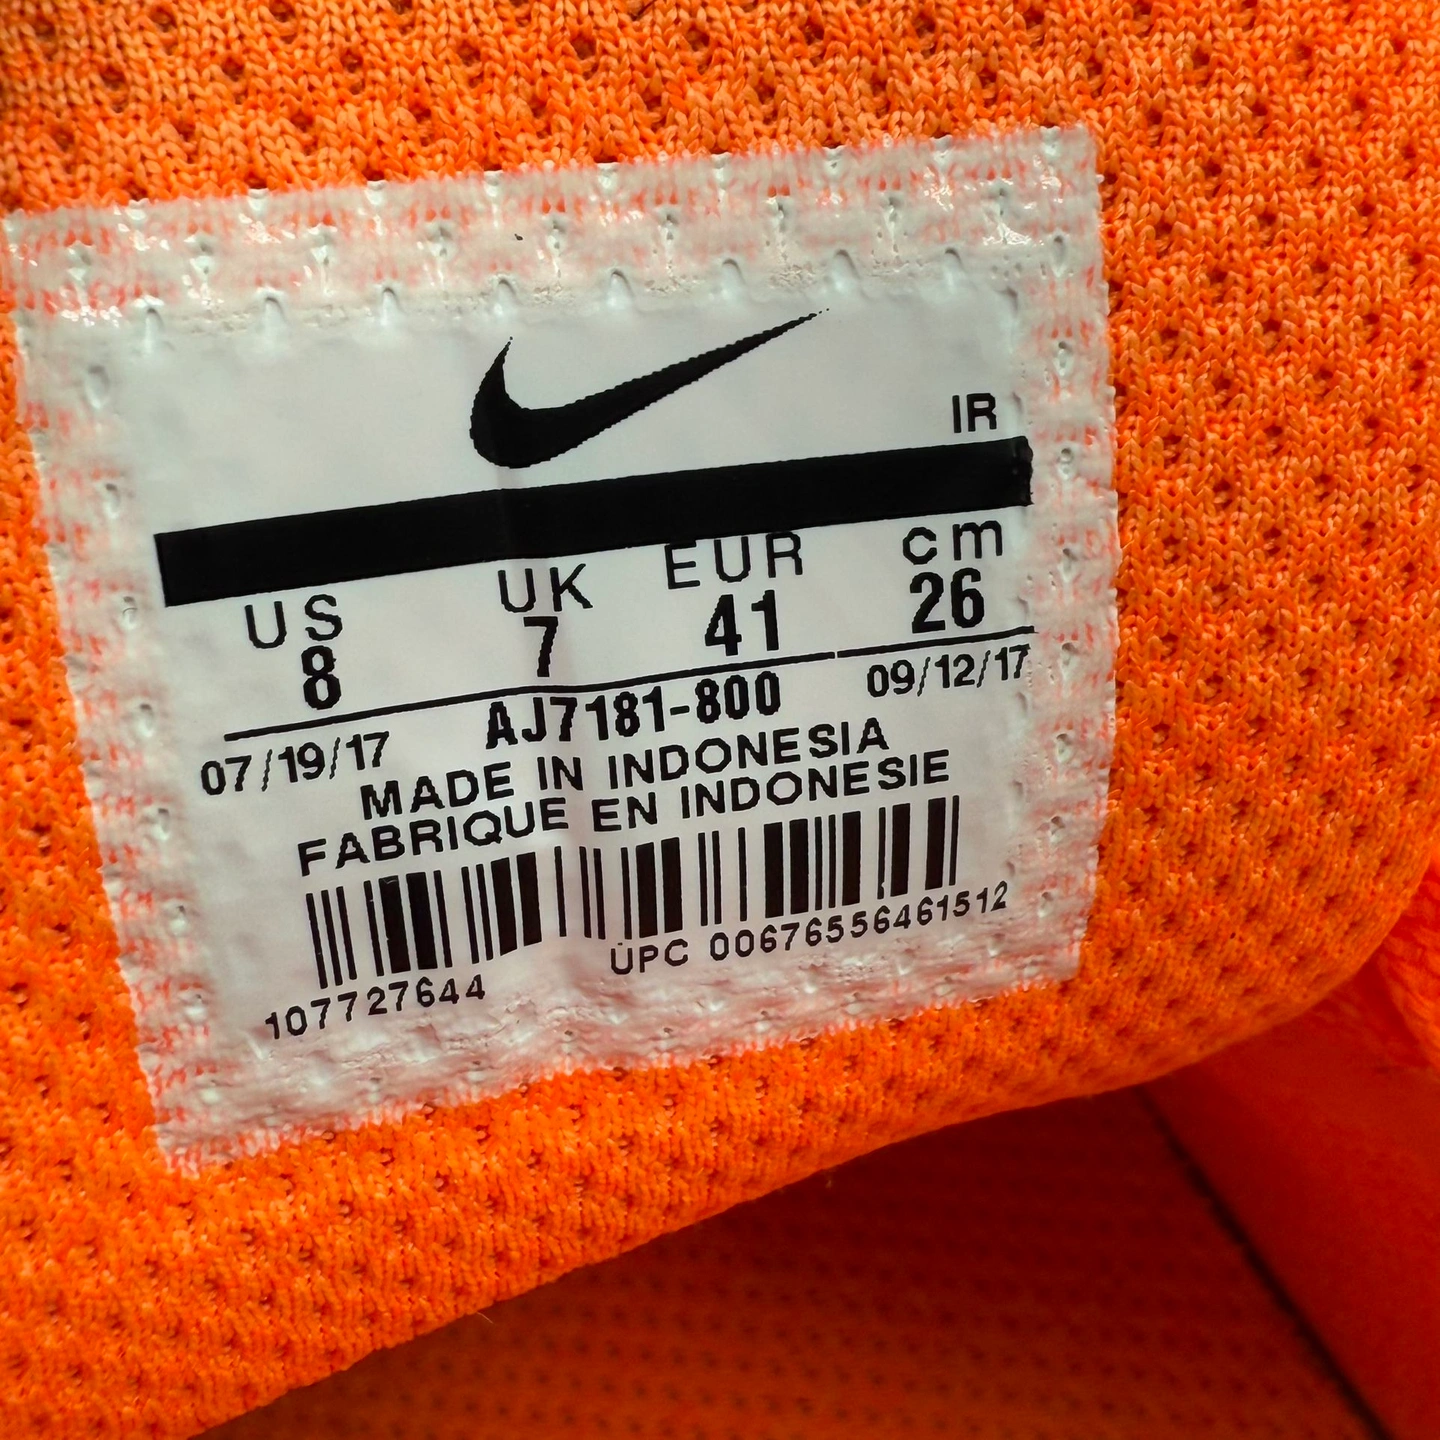 IR
US UK EUR cm
8 7 41 26
07/19/17 AJ7181-800 09/12/17
MADE IN INDONESIA
FABRIQUE EN INDONESIE
107727644 UPC 00676556461512